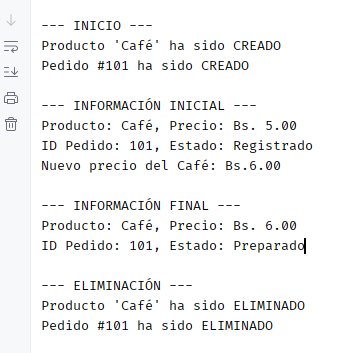 --- INICIO ---
Producto 'Café' ha sido CREADO
Pedido #101 ha sido CREADO
--- INFORMACIÓN INICIAL ---
Producto: Café, Precio: Bs. 5.00
ID Pedido: 101, Estado: Registrado
Nuevo precio del Café: Bs.6.00
--- INFORMACIÓN FINAL ---
Producto: Café, Precio: Bs. 6.00
ID Pedido: 101, Estado: Preparado
--- ELIMINACIÓN ---
Producto 'Café' ha sido ELIMINADO
Pedido #101 ha sido ELIMINADO